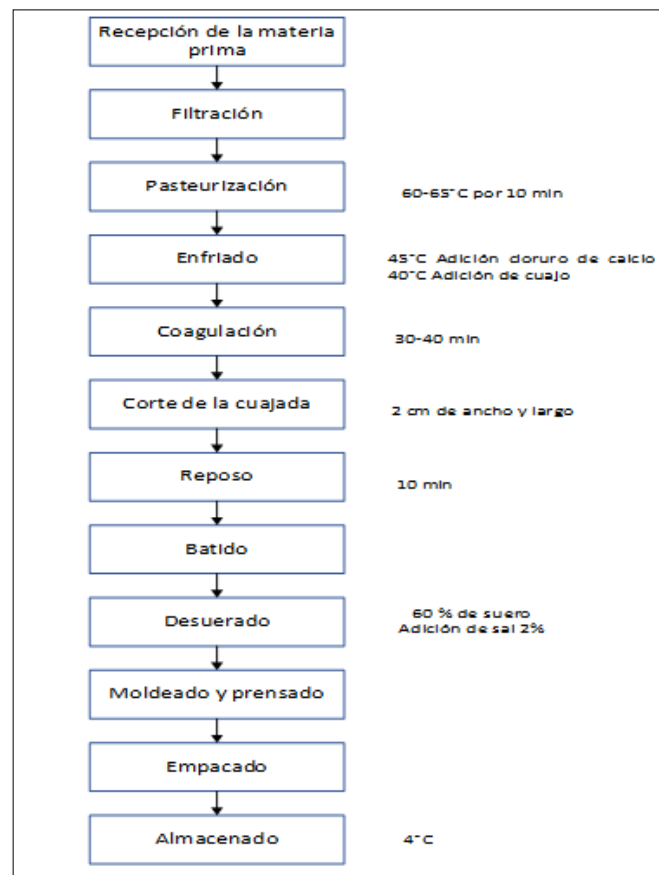 Recepción de la materia
prima
Filtración
Pasteurización
60-65°C por 10 min
Enfriado
45°C Adición cloruro de calcio
40°C Adición de cuajo
Coagulación
30-40 min
Corte de la cuajada
2 cm de ancho y largo
Reposo
10 min
Batido
Desuerado
60 % de suero
Adición de sal 2%
Moldeado y prensado
Empacado
Almacenado
4°C